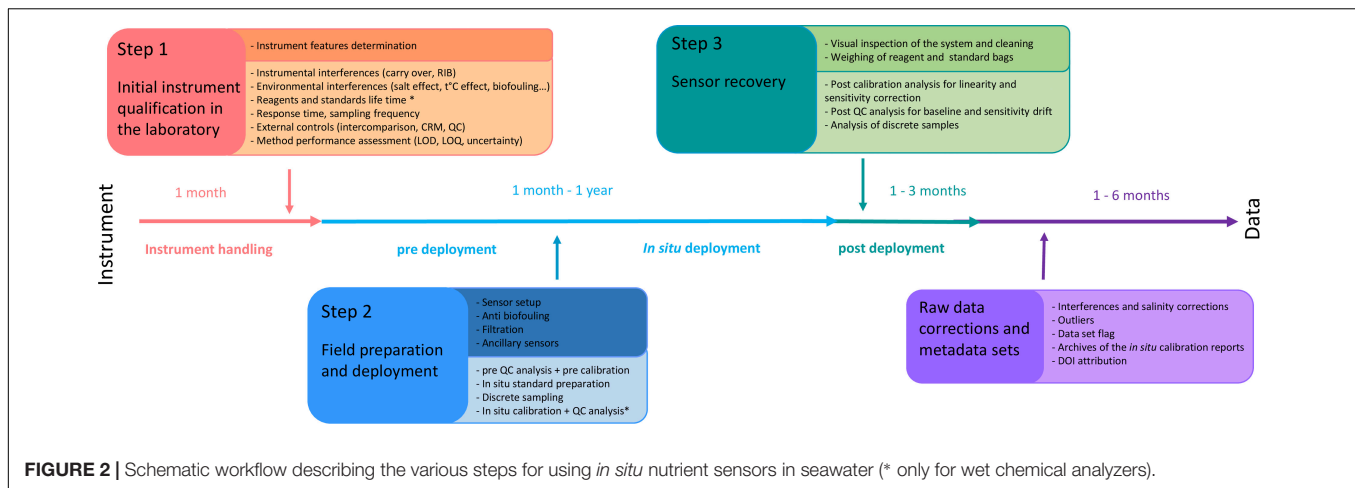 Step 1
Initial instrument
qualification in
the laboratory
- Instrument features determination
- Instrumental interferences (carry over, RIB)
- Environmental interferences (salt effect, t°C effect, biofouling...)
- Reagents and standards life time *
- Response time, sampling frequency
- External controls (intercomparison, CRM, QC)
- Method performance assessment (LOD, LOQ, uncertainty)
Step 3
Sensor recovery
- Visual inspection of the system and cleaning
- Weighing of reagent and standard bags
- Post calibration analysis for linearity and
sensitivity correction
- Post QC analysis for baseline and sensitivity drift
- Analysis of discrete samples
Instrument
1 month
1 month - 1 year
1 - 3 months
1 - 6 months
Data
Instrument handling
pre deployment
In situ deployment
post deployment
Step 2
Field preparation
and deployment
- Sensor setup
- Anti biofouling
- Filtration
- Ancillary sensors
- pre QC analysis + pre calibration
- In situ standard preparation
- Discrete sampling
- In situ calibration + QC analysis*
Raw data
corrections and
metadata sets
- Interferences and salinity corrections
- Outliers
- Data set flag
- Archives of the in situ calibration reports
- DOI attribution
FIGURE 2 | Schematic workflow describing the various steps for using in situ nutrient sensors in seawater (* only for wet chemical analyzers).